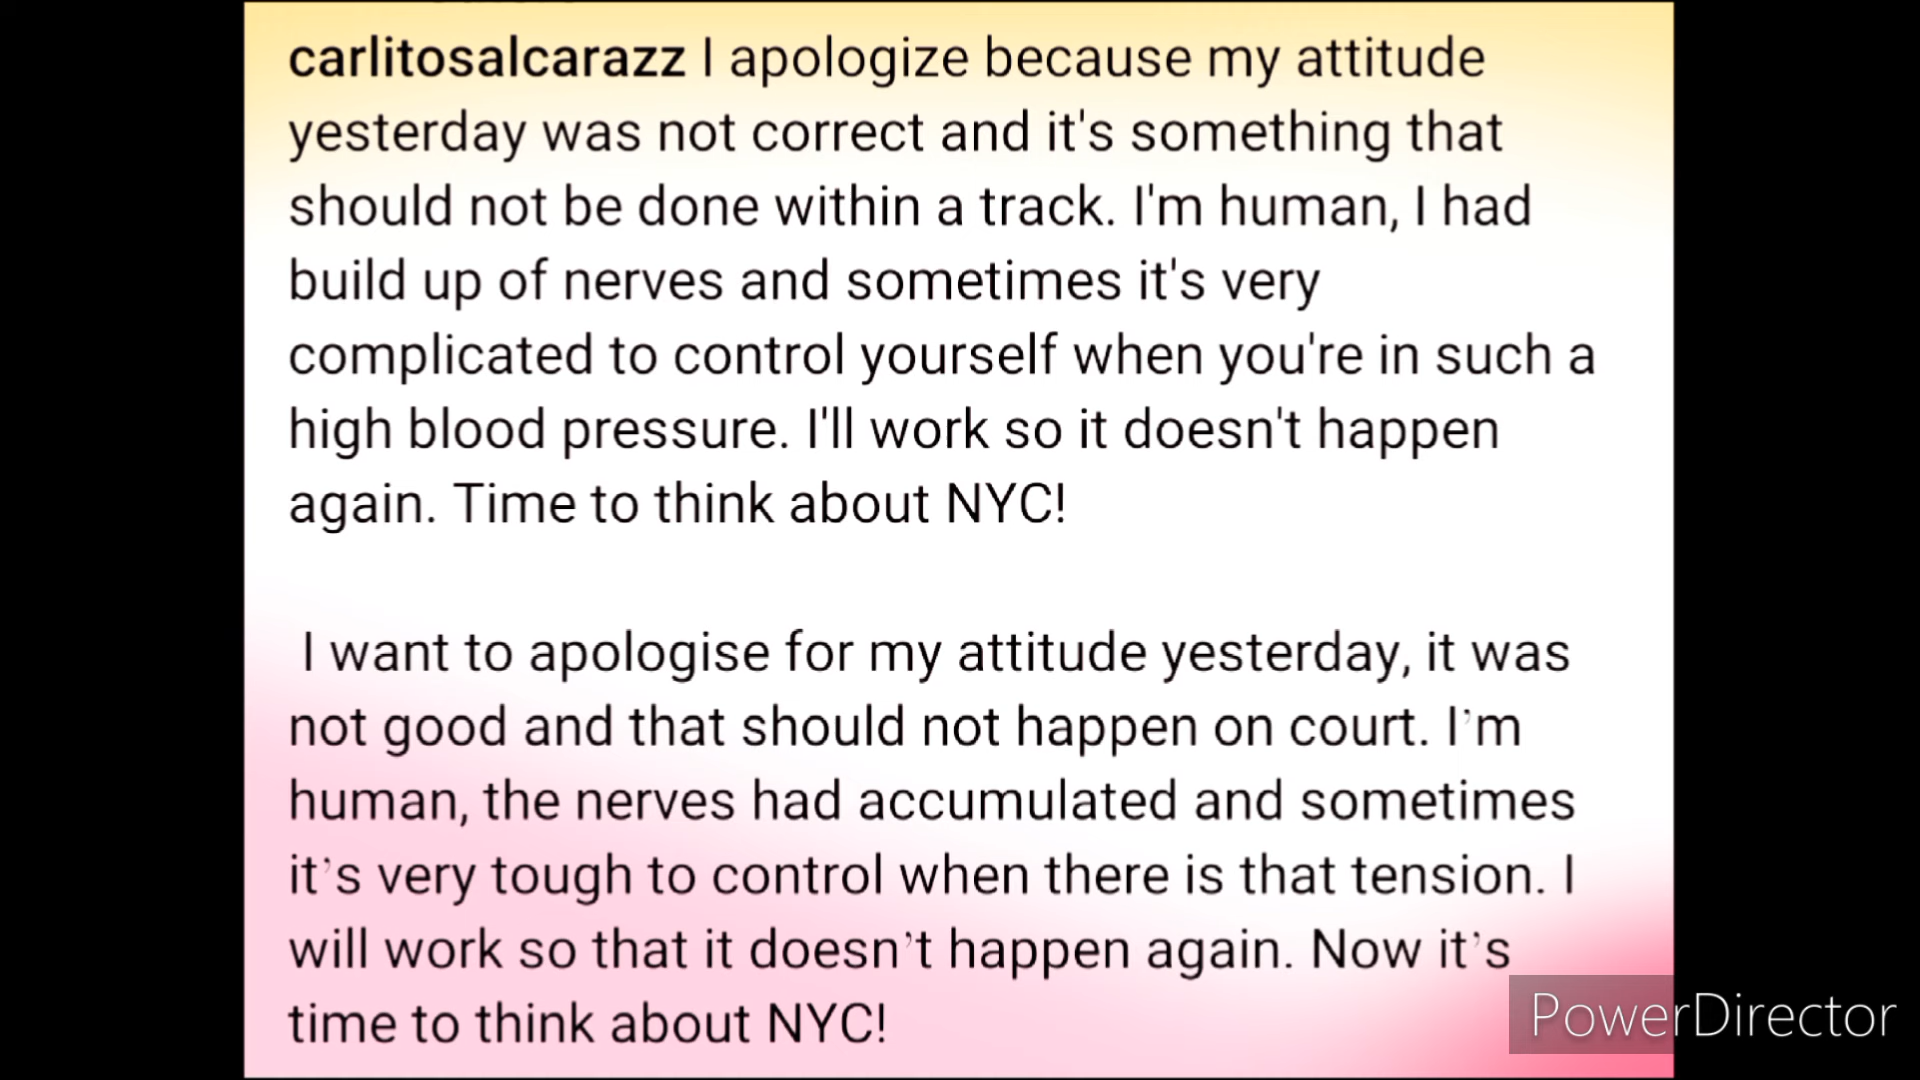 carlitosalcarazz I apologize because my attitude
yesterday was not correct and it's something that
should not be done within a track. I'm human, I had
build up of nerves and sometimes it's very
complicated to control yourself when you're in such a
high blood pressure. I'll work so it doesn't happen
again. Time to think about NYC!
I want to apologise for my attitude yesterday, it was
not good and that should not happen on court. I’m
human, the nerves had accumulated and sometimes
it’s very tough to control when there is that tension. I
will work so that it doesn’t happen again. Now it’s
time to think about NYC!
PowerDirector